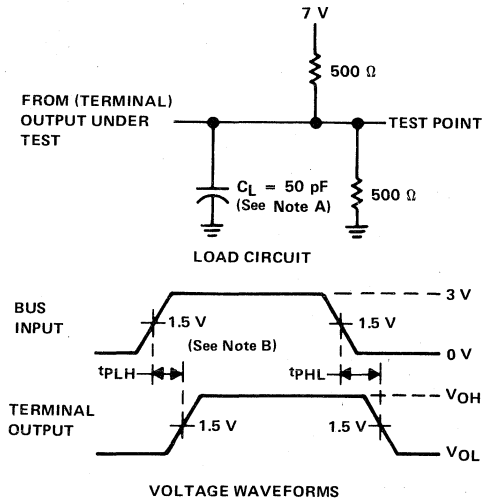 7 V
500 Ω
FROM (TERMINAL)
OUTPUT UNDER
TEST
TEST POINT
CL = 50 pF
(See Note A)
500 Ω
LOAD CIRCUIT
BUS
INPUT
3 V
1.5 V
1.5 V
(See Note B)
0 V
tPLH
tPHL
VOH
TERMINAL
OUTPUT
1.5 V
1.5 V
VOL
VOLTAGE WAVEFORMS